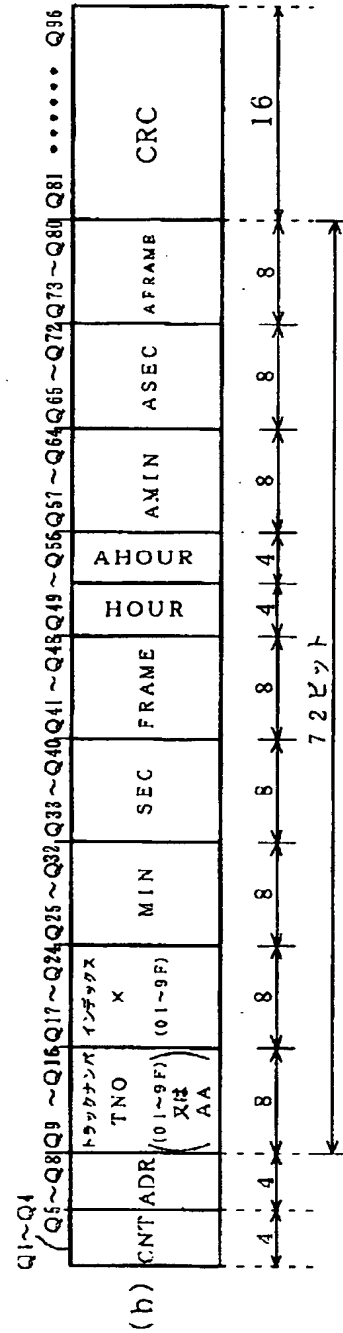 (b)
Q1~Q4
Q5~Q8
Q9 ~Q16
Q17~Q24
Q25~Q32
Q33~Q40
Q41~Q48
Q49 ~Q56
Q57~Q64
Q65~Q72
Q73~Q80
Q81 •••••• Q96
CNT
ADR
トラックナンバ
TNO
(01~9F)
又は
AA
インデックス
X
(01~9F)
MIN
SEC
FRAME
HOUR
AHOUR
AMIN
ASEC
AFRAME
CRC
4
4
8
8
8
8
8
4
4
8
8
8
16
72ビット